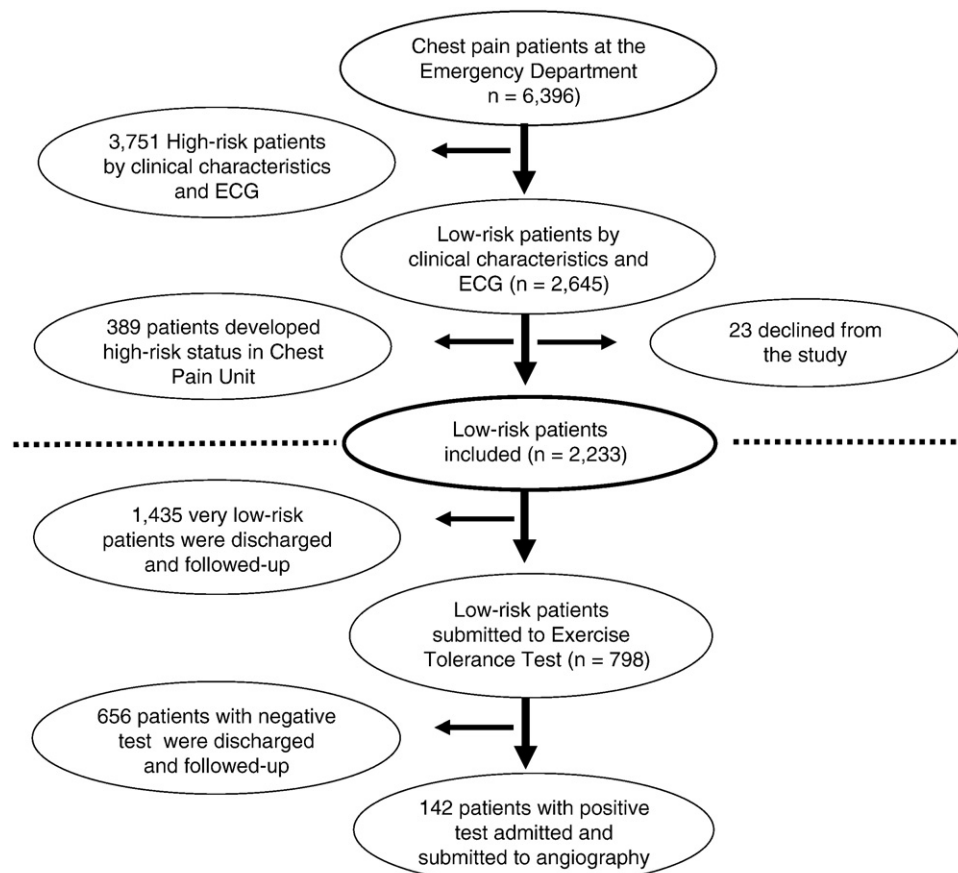 Chest pain patients at the
Emergency Department
n = 6,396)
3,751 High-risk patients
by clinical characteristics
and ECG
Low-risk patients by
clinical characteristics and
ECG (n = 2,645)
389 patients developed
high-risk status in Chest
Pain Unit
23 declined from
the study
Low-risk patients
included (n = 2,233)
1,435 very low-risk
patients were discharged
and followed-up
Low-risk patients
submitted to Exercise
Tolerance Test (n = 798)
656 patients with negative
test were discharged
and followed-up
142 patients with positive
test admitted and
submitted to angiography